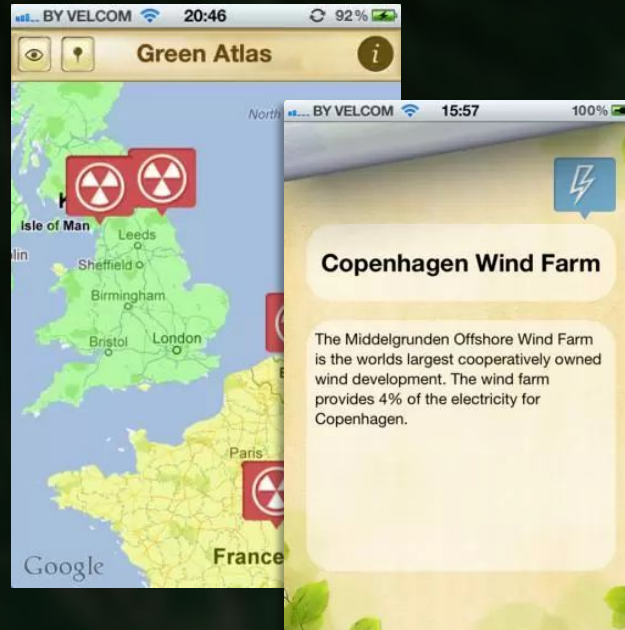 BY VELCOM 20:46 92%
Green Atlas
i
North
Isle of Man
Leeds
lin
Sheffield
Birmingham
Bristol London
Paris
France
Google
BY VELCOM 15:57 100%
Copenhagen Wind Farm
The Middelgrunden Offshore Wind Farm
is the worlds largest cooperatively owned
wind development. The wind farm
provides 4% of the electricity for
Copenhagen.